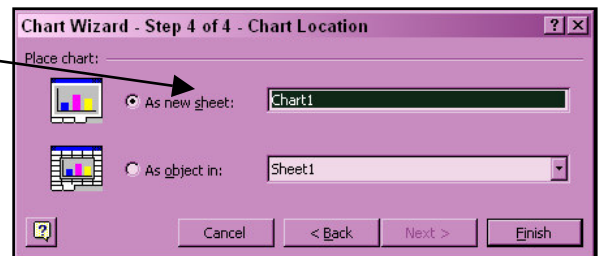 Chart Wizard - Step 4 of 4 - Chart Location
Place chart:
As new sheet: Chart1
As object in: Sheet1
Cancel < Back Next > Finish